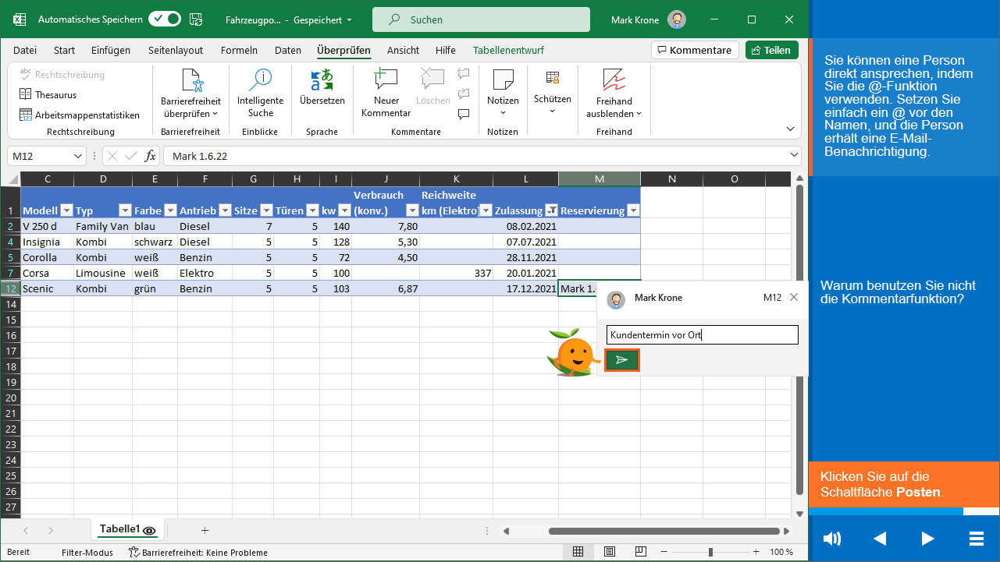 Automatisches Speichern
Fahrzeugpo... - Gespeichert
Suchen
Mark Krone
Datei Start Einfügen Seitenlayout Formeln Daten Überprüfen Ansicht Hilfe Tabellenentwurf
Kommentare Teilen
abc Rechtschreibung
Thesaurus
123 Arbeitsmappenstatistiken
Rechtschreibung
Barrierefreiheit
überprüfen
Barrierefreiheit
Intelligente
Suche
Einblicke
Übersetzen
Sprache
Neuer
Kommentar
Löschen
Kommentare
Notizen
Notizen
Schützen
Freihand
ausblenden
Freihand
M12 fx Mark 1.6.22
C D E F G H I J K L M N O
1 Modell Typ Farbe Antrieb Sitze Türen kw Verbrauch (konv.) Reichweite km (Elektro) Zulassung Reservierung
2 V 250 d Family Van blau Diesel 7 5 140 7,80 08.02.2021
4 Insignia Kombi schwarz Diesel 5 5 128 5,30 07.07.2021
5 Corolla Kombi weiß Benzin 5 5 72 4,50 28.11.2021
7 Corsa Limousine weiß Elektro 5 5 100 337 20.01.2021
12 Scenic Kombi grün Benzin 5 5 103 6,87 17.12.2021 Mark 1.6
14
15
16
17
18
19
20
21
22
23
24
25
26
27
Mark Krone M12
Kundentermin vor Ort
Tabelle1
Bereit Filter-Modus Barrierefreiheit: Keine Probleme 100 %
Sie können eine Person
direkt ansprechen, indem
Sie die @-Funktion
verwenden. Setzen Sie
einfach ein @ vor den
Namen, und die Person
erhält eine E-Mail-
Benachrichtigung.
Warum benutzen Sie nicht
die Kommentarfunktion?
Klicken Sie auf die
Schaltfläche Posten.